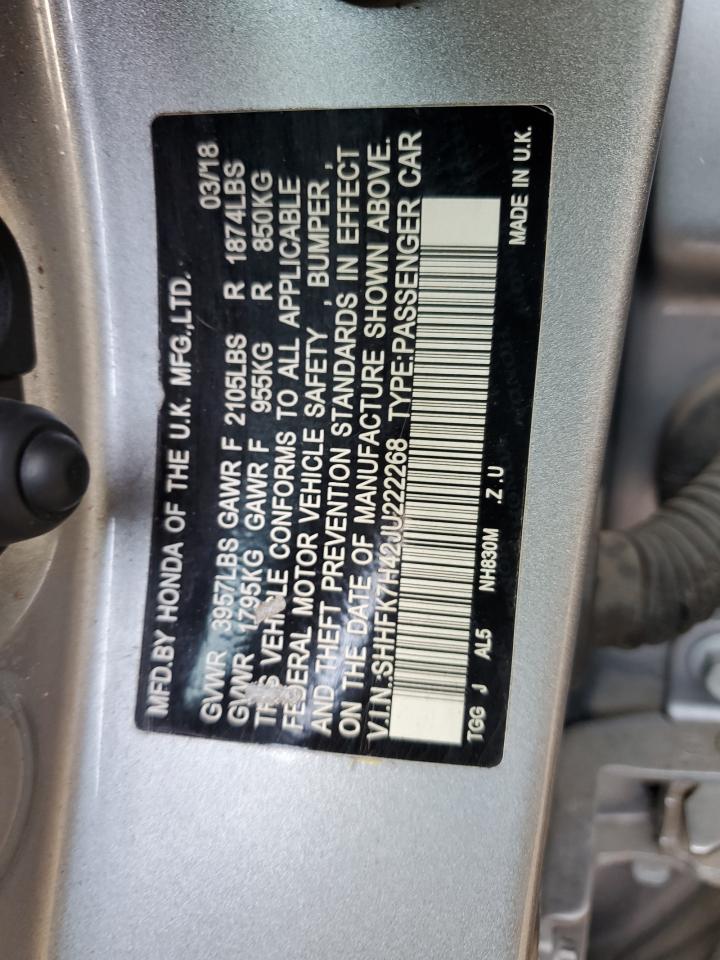 MFD.BY HONDA OF THE U.K. MFG.,LTD. 03/18
GVWR 3957LBS GAWR F 2105LBS R 1874LBS
GVWR 1795KG GAWR F 955KG R 850KG
THIS VEHICLE CONFORMS TO ALL APPLICABLE
FEDERAL MOTOR VEHICLE SAFETY , BUMPER ,
AND THEFT PREVENTION STANDARDS IN EFFECT
ON THE DATE OF MANUFACTURE SHOWN ABOVE.
V.I.N.:SHHFK7H42JU222268 TYPE:PASSENGER CAR
TGG J AL5 NH830M .Z .U MADE IN U.K.